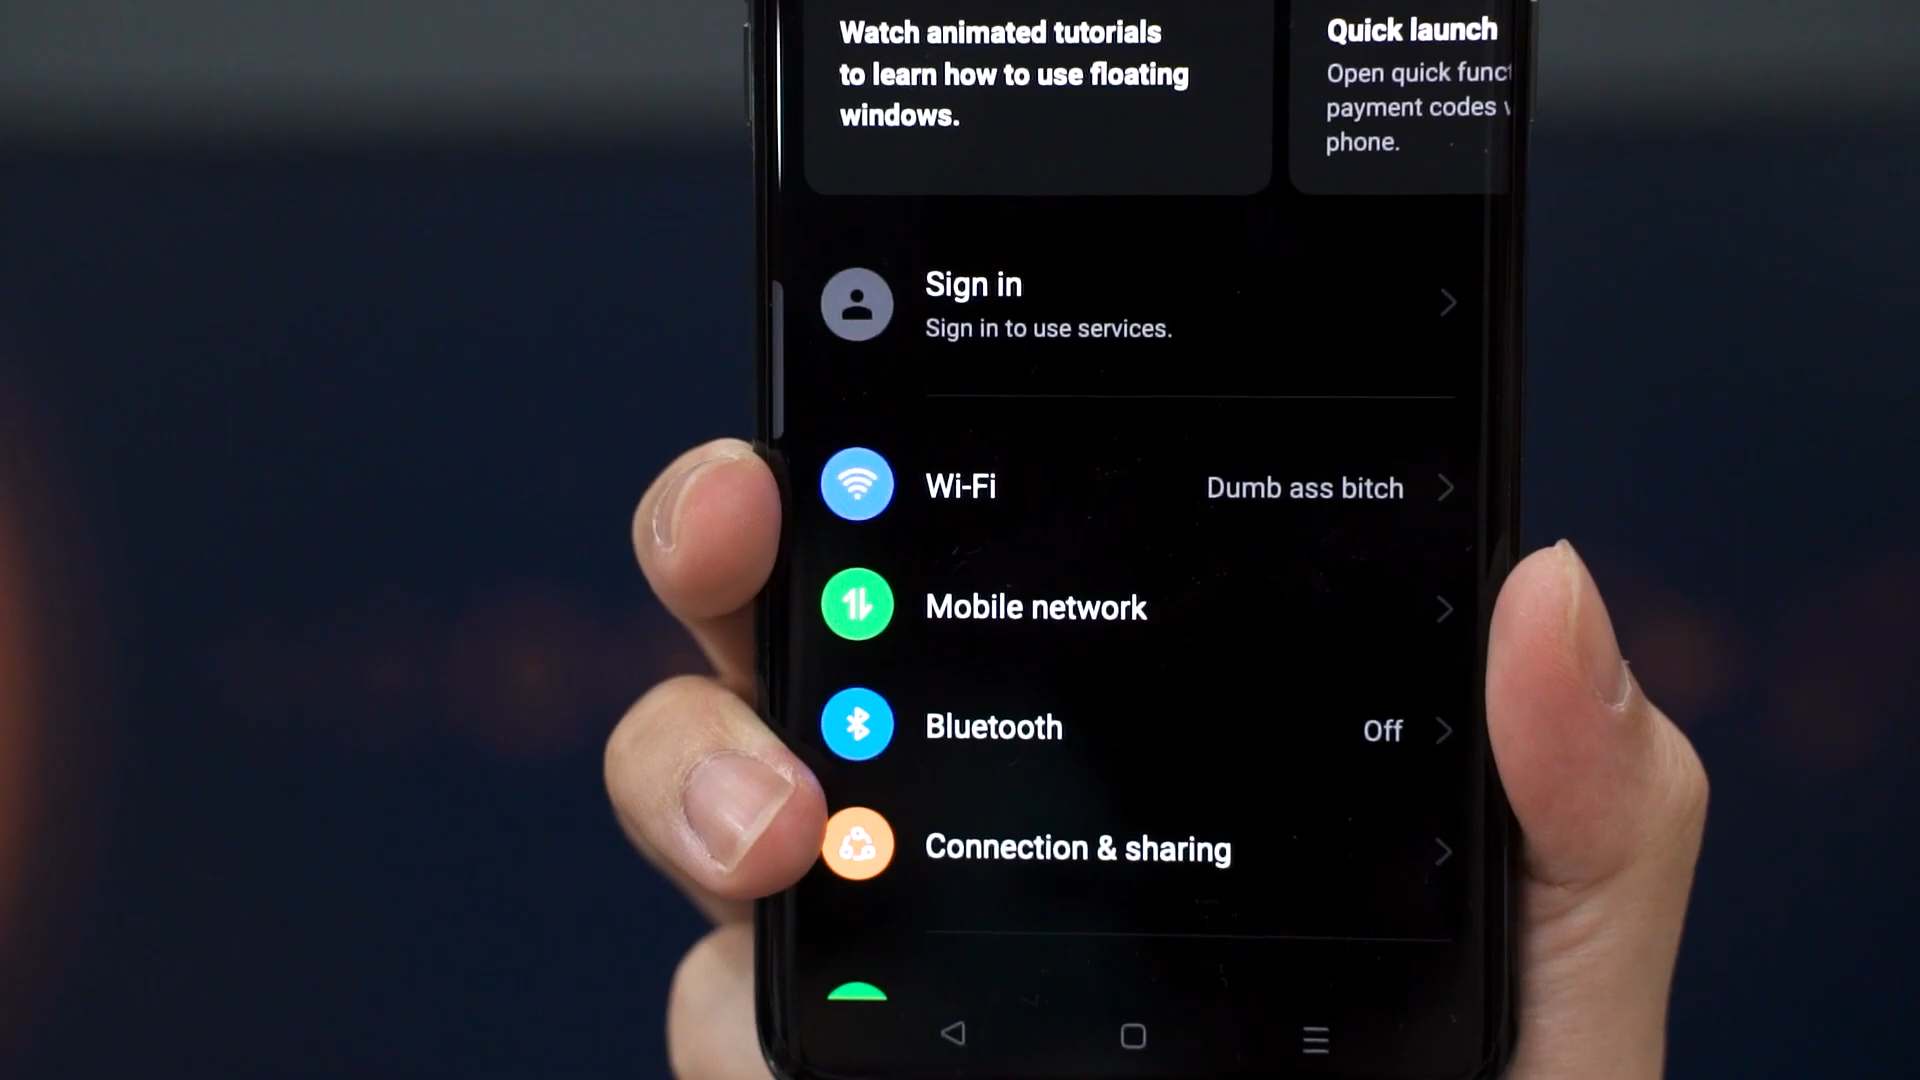 Watch animated tutorials
to learn how to use floating
windows.
Quick launch
Open quick
payment codes
phone.
Sign in
Sign in to use services.
Wi-Fi
Dumb ass bitch
Mobile network
Bluetooth
Off
Connection & sharing